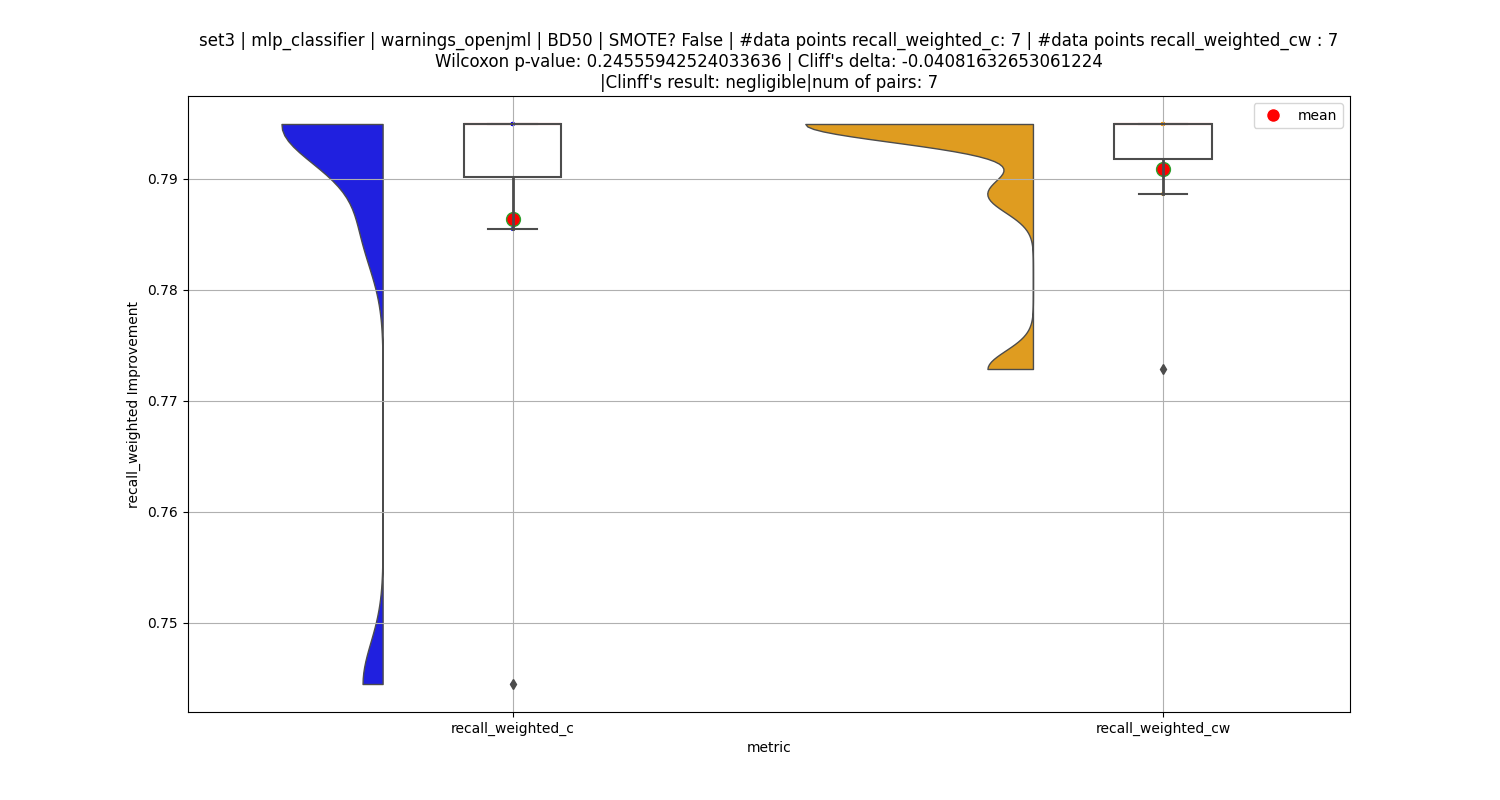 set3 | mlp_classifier | warnings_openjml | BD50 | SMOTE? False | #data points recall_weighted_c: 7 | #data points recall_weighted_cw : 7
Wilcoxon p-value: 0.24555942524033636 | Cliff's delta: -0.04081632653061224
|Clinff's result: negligible|num of pairs: 7
mean
0.79
0.78
0.77
0.76
0.75
recall_weighted Improvement
recall_weighted_c
recall_weighted_cw
metric